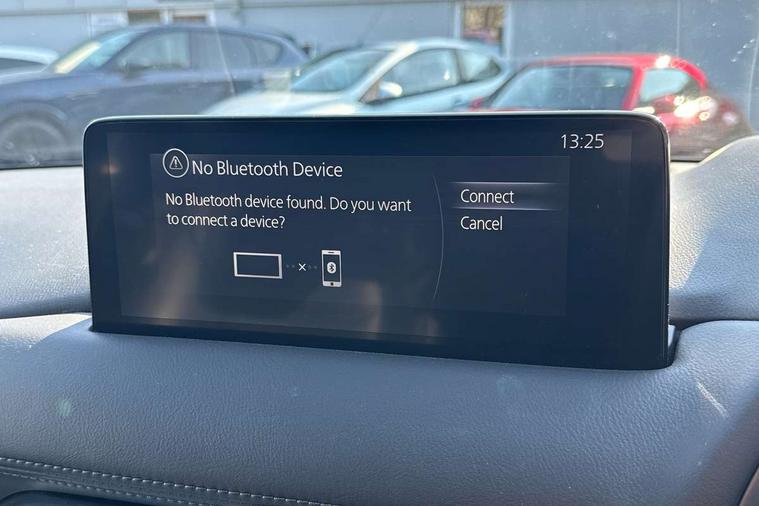 13:25
No Bluetooth Device
No Bluetooth device found. Do you want
to connect a device?
Connect
Cancel